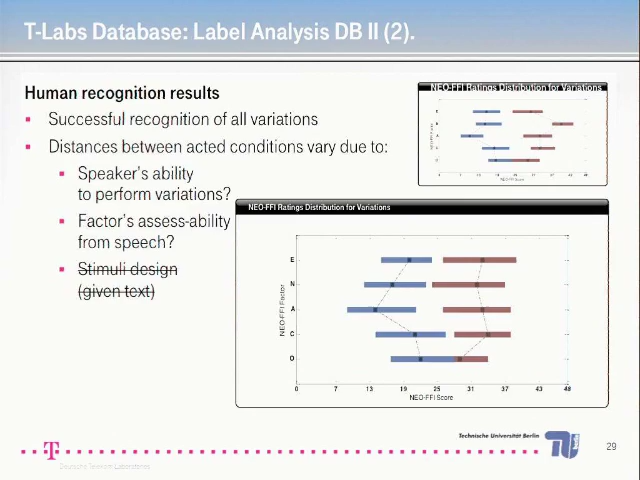 T-Labs Database: Label Analysis DB II (2).
Human recognition results
Successful recognition of all variations
Distances between acted conditions vary due to:
Speaker's ability
to perform variations?
Factor's assess-ability
from speech?
Stimuli design
(given text)
NEO-FFI Ratings Distribution for Variations
NEO-FFI Ratings Distribution for Variations
NEO-FFI Factor
E
N
A
C
O
0 7 13 19 25 31 37 43 48
NEO-FFI Score
Technische Universität Berlin
T
29
Deutsche Telekom Laboratories